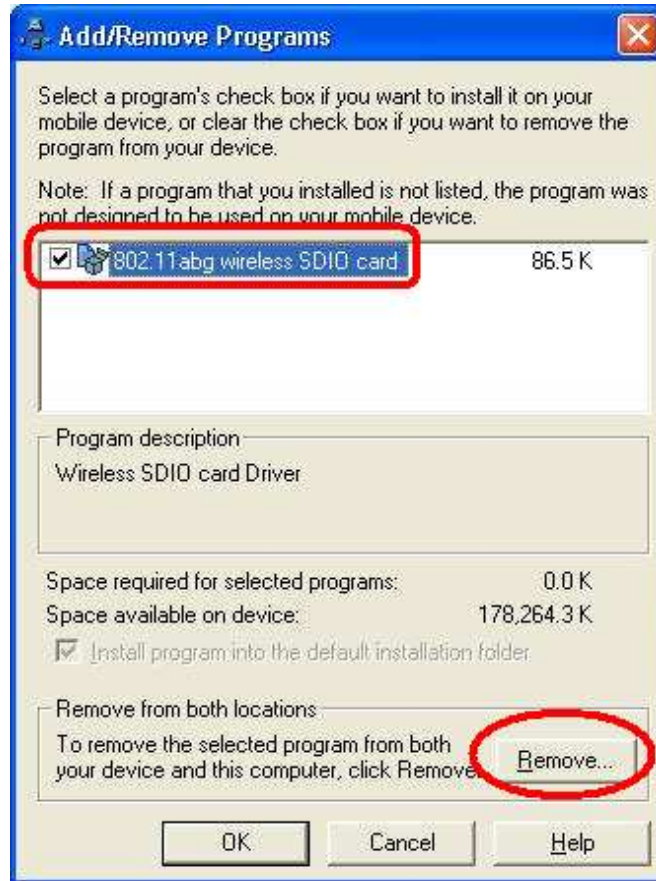 Add/Remove Programs
Select a program's check box if you want to install it on your
mobile device, or clear the check box if you want to remove the
program from your device.
Note: If a program that you installed is not listed, the program was
not designed to be used on your mobile device.
802.11abg wireless SDIO card 86.5 K
Program description
Wireless SDIO card Driver
Space required for selected programs: 0.0 K
Space available on device: 178,264.3 K
Install program into the default installation folder
Remove from both locations
To remove the selected program from both
your device and this computer, click Remove.
Remove...
OK Cancel Help